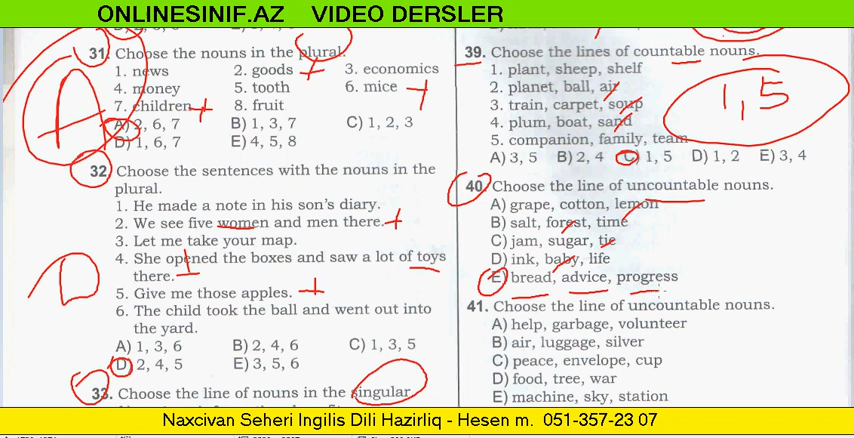 ONLINESINIF.AZ VIDEO DERSLER
31. Choose the nouns in the plural.
1. news 2. goods 3. economics
4. money 5. tooth 6. mice
7. children 8. fruit
A) 2, 6, 7 B) 1, 3, 7 C) 1, 2, 3
D) 1, 6, 7 E) 4, 5, 8
32. Choose the sentences with the nouns in the
plural.
1. He made a note in his son's diary.
2. We see five women and men there.
3. Let me take your map.
4. She opened the boxes and saw a lot of toys
there.
5. Give me those apples.
6. The child took the ball and went out into
the yard.
A) 1, 3, 6 B) 2, 4, 6 C) 1, 3, 5
D) 2, 4, 5 E) 3, 5, 6
33. Choose the line of nouns in the singular
A
D
39. Choose the lines of countable nouns.
1. plant, sheep, shelf
2. planet, ball, air
3. train, carpet, soup
4. plum, boat, sand
5. companion, family, team
A) 3, 5 B) 2, 4 C) 1, 5 D) 1, 2 E) 3, 4
1,5
40. Choose the line of uncountable nouns.
A) grape, cotton, lemon
B) salt, forest, time
C) jam, sugar, tie
D) ink, baby, life
E) bread, advice, progress
41. Choose the line of uncountable nouns.
A) help, garbage, volunteer
B) air, luggage, silver
C) peace, envelope, cup
D) food, tree, war
E) machine, sky, station
Naxcivan Seheri Ingilis Dili Hazirliq - Hesen m. 051-357-23 07